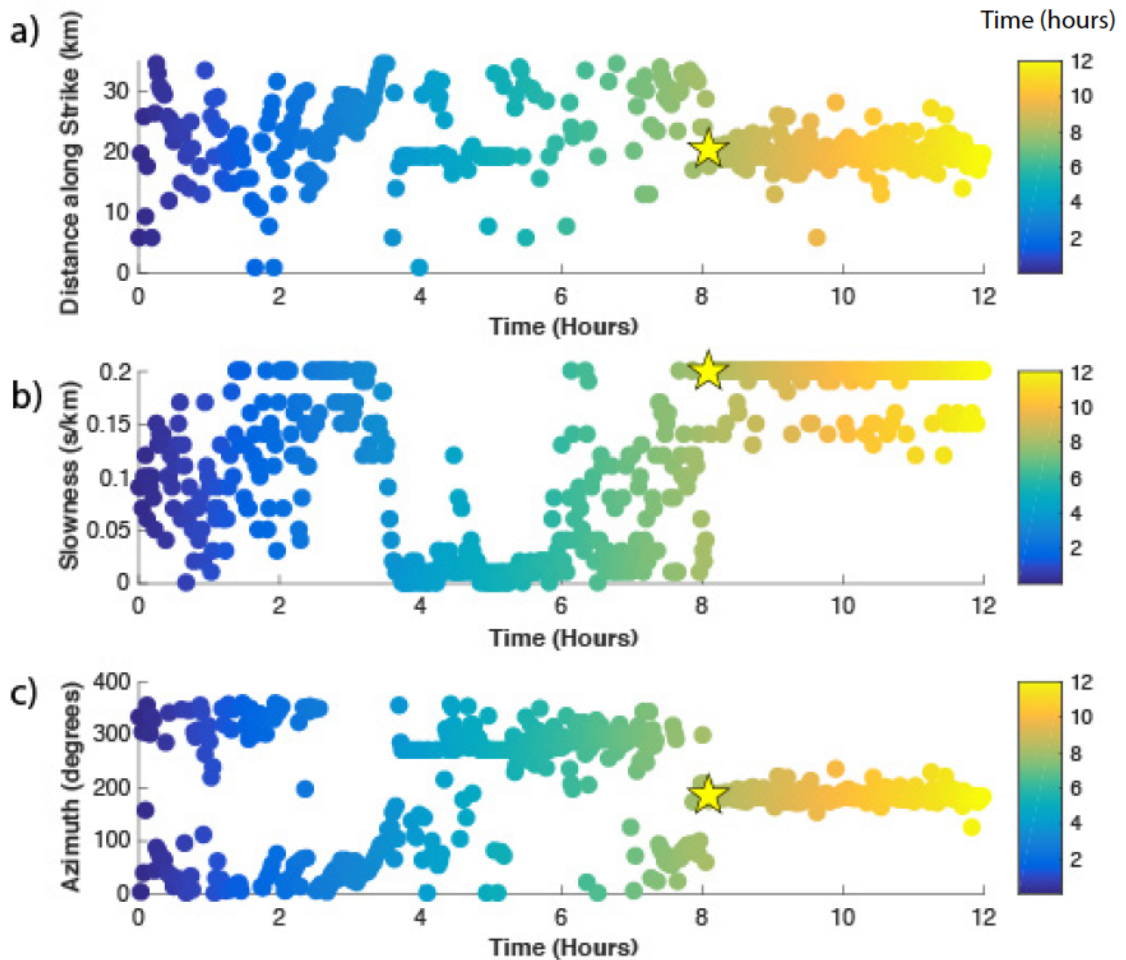 Time (hours)
a)
Distance along Strike (km)
30
20
10
0
0 2 4 6 8 10 12
Time (Hours)
12
10
8
6
4
2
b)
Slowness (s/km)
0.2
0.15
0.1
0.05
0
0 2 4 6 8 10 12
Time (Hours)
12
10
8
6
4
2
c)
Azimuth (degrees)
400
300
200
100
0
0 2 4 6 8 10 12
Time (Hours)
12
10
8
6
4
2